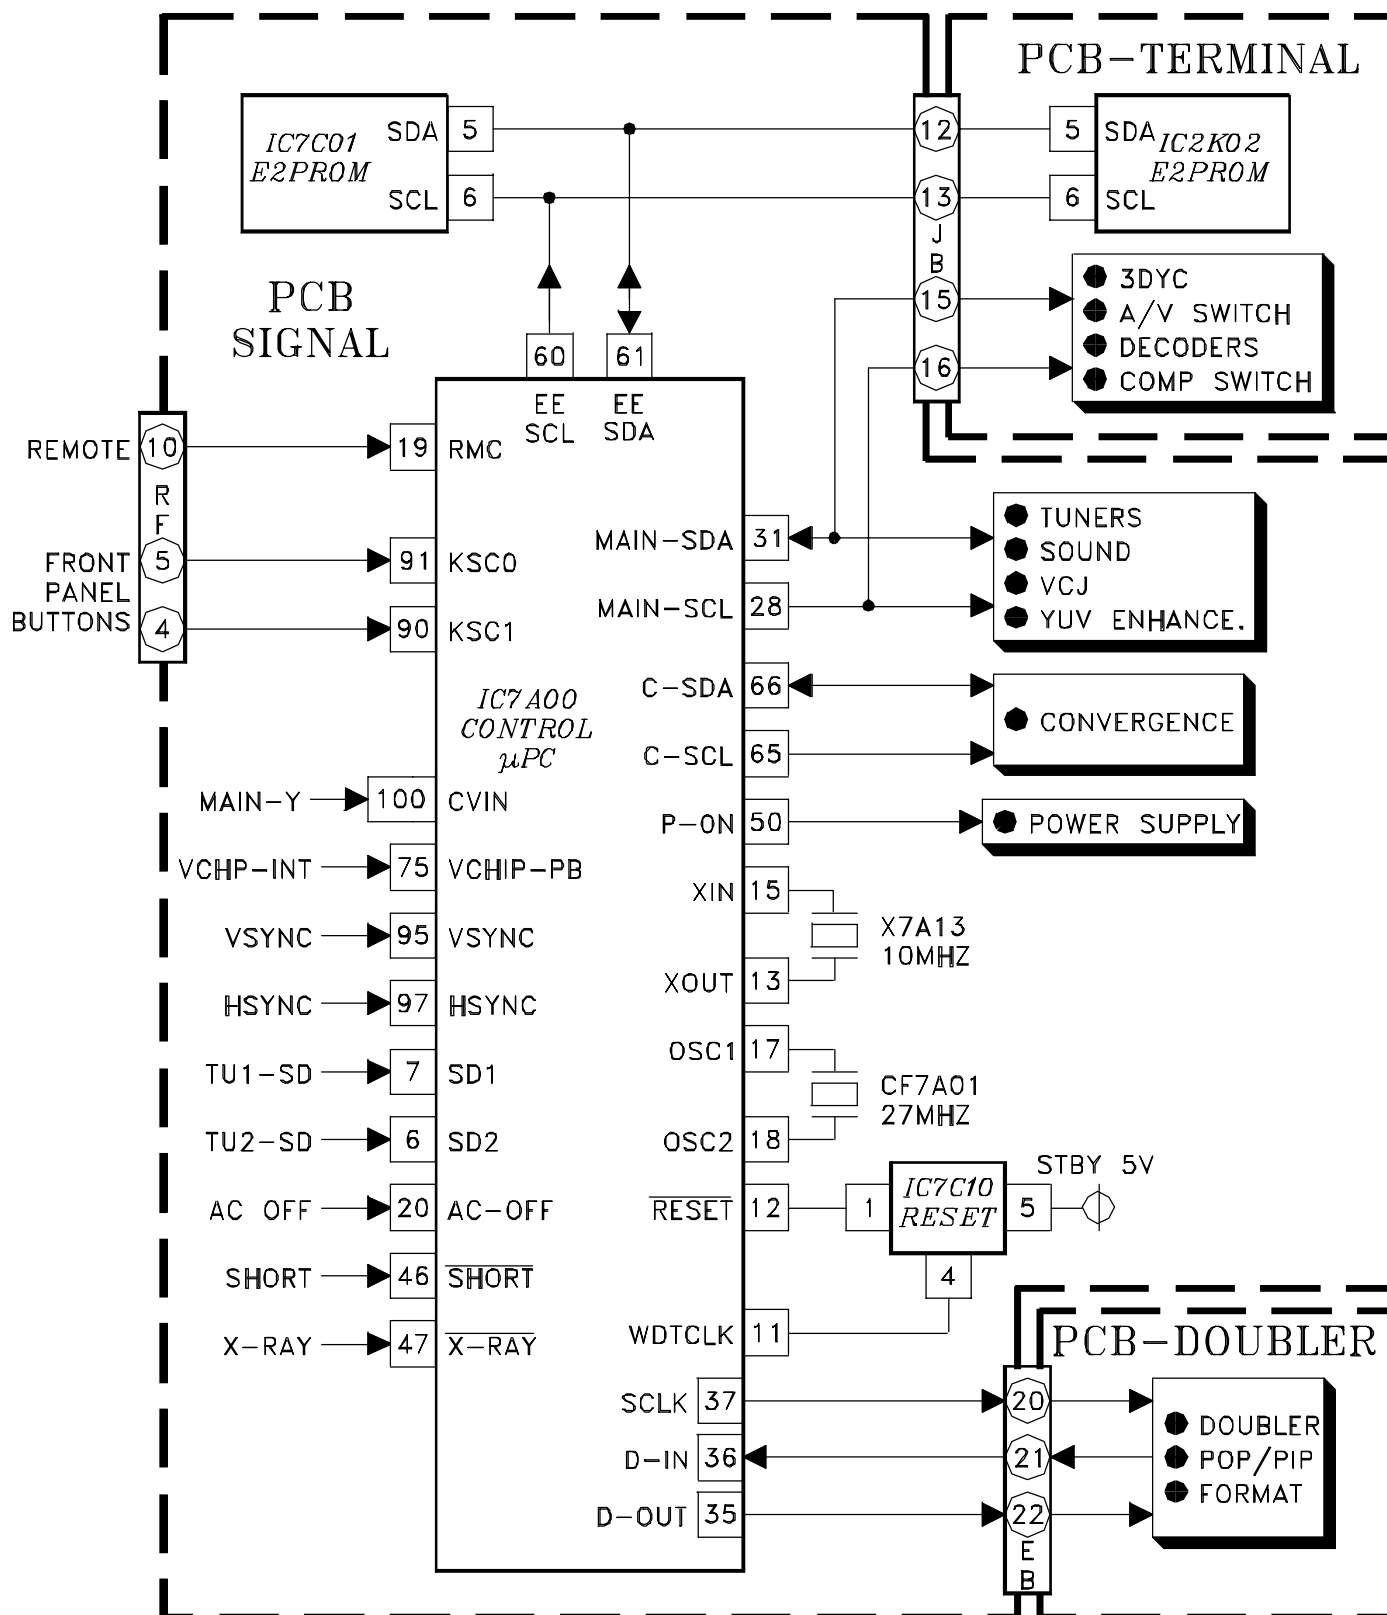 PCB-TERMINAL
IC7C01
E2PROM
SDA
5
SCL
6
12
13
J
B
15
16
5
SDA
6
SCL
IC2K02
E2PROM
3DYC
A/V SWITCH
DECODERS
COMP SWITCH
PCB
SIGNAL
60
61
EE
SCL
EE
SDA
REMOTE
10
R
F
FRONT
PANEL
BUTTONS
5
4
19
RMC
91
KSC0
90
KSC1
IC7A00
CONTROL
µPC
MAIN-SDA
31
MAIN-SCL
28
TUNERS
SOUND
VCJ
YUV ENHANCE.
C-SDA
66
C-SCL
65
CONVERGENCE
P-ON
50
POWER SUPPLY
MAIN-Y
100
CVIN
VCHP-INT
75
VCHIP-PB
VSYNC
95
VSYNC
HSYNC
97
HSYNC
TU1-SD
7
SD1
TU2-SD
6
SD2
AC OFF
20
AC-OFF
SHORT
46
SHORT
X-RAY
47
X-RAY
XIN
15
XOUT
13
X7A13
10MHZ
OSC1
17
OSC2
18
CF7A01
27MHZ
RESET
12
1
IC7C10
RESET
5
STBY 5V
4
WDTCLK
11
PCB-DOUBLER
SCLK
37
20
D-IN
36
21
D-OUT
35
22
E
B
DOUBLER
POP/PIP
FORMAT